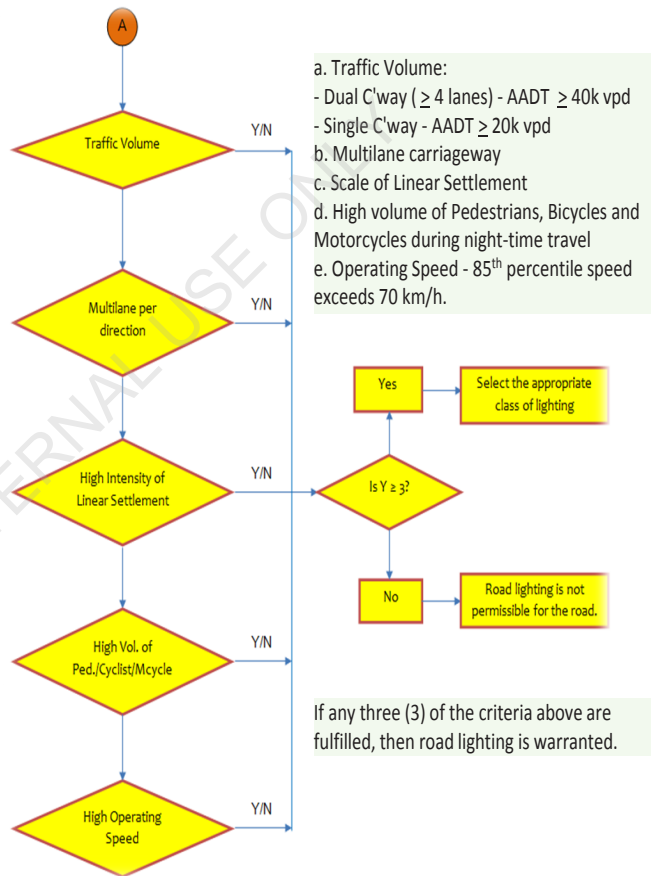 A
Traffic Volume
Y/N
Multilane per
direction
Y/N
High Intensity of
Linear Settlement
Y/N
High Vol. of
Ped./Cyclist/Mcycle
Y/N
High Operating
Speed
Y/N
a. Traffic Volume:
- Dual C'way ( ≥ 4 lanes) - AADT ≥ 40k vpd
- Single C'way - AADT ≥ 20k vpd
b. Multilane carriageway
c. Scale of Linear Settlement
d. High volume of Pedestrians, Bicycles and
Motorcycles during night-time travel
e. Operating Speed - 85th percentile speed
exceeds 70 km/h.
Is Y ≥ 3?
Yes
Select the appropriate
class of lighting
No
Road lighting is not
permissible for the road.
If any three (3) of the criteria above are
fulfilled, then road lighting is warranted.
TERNAL USE ONLY